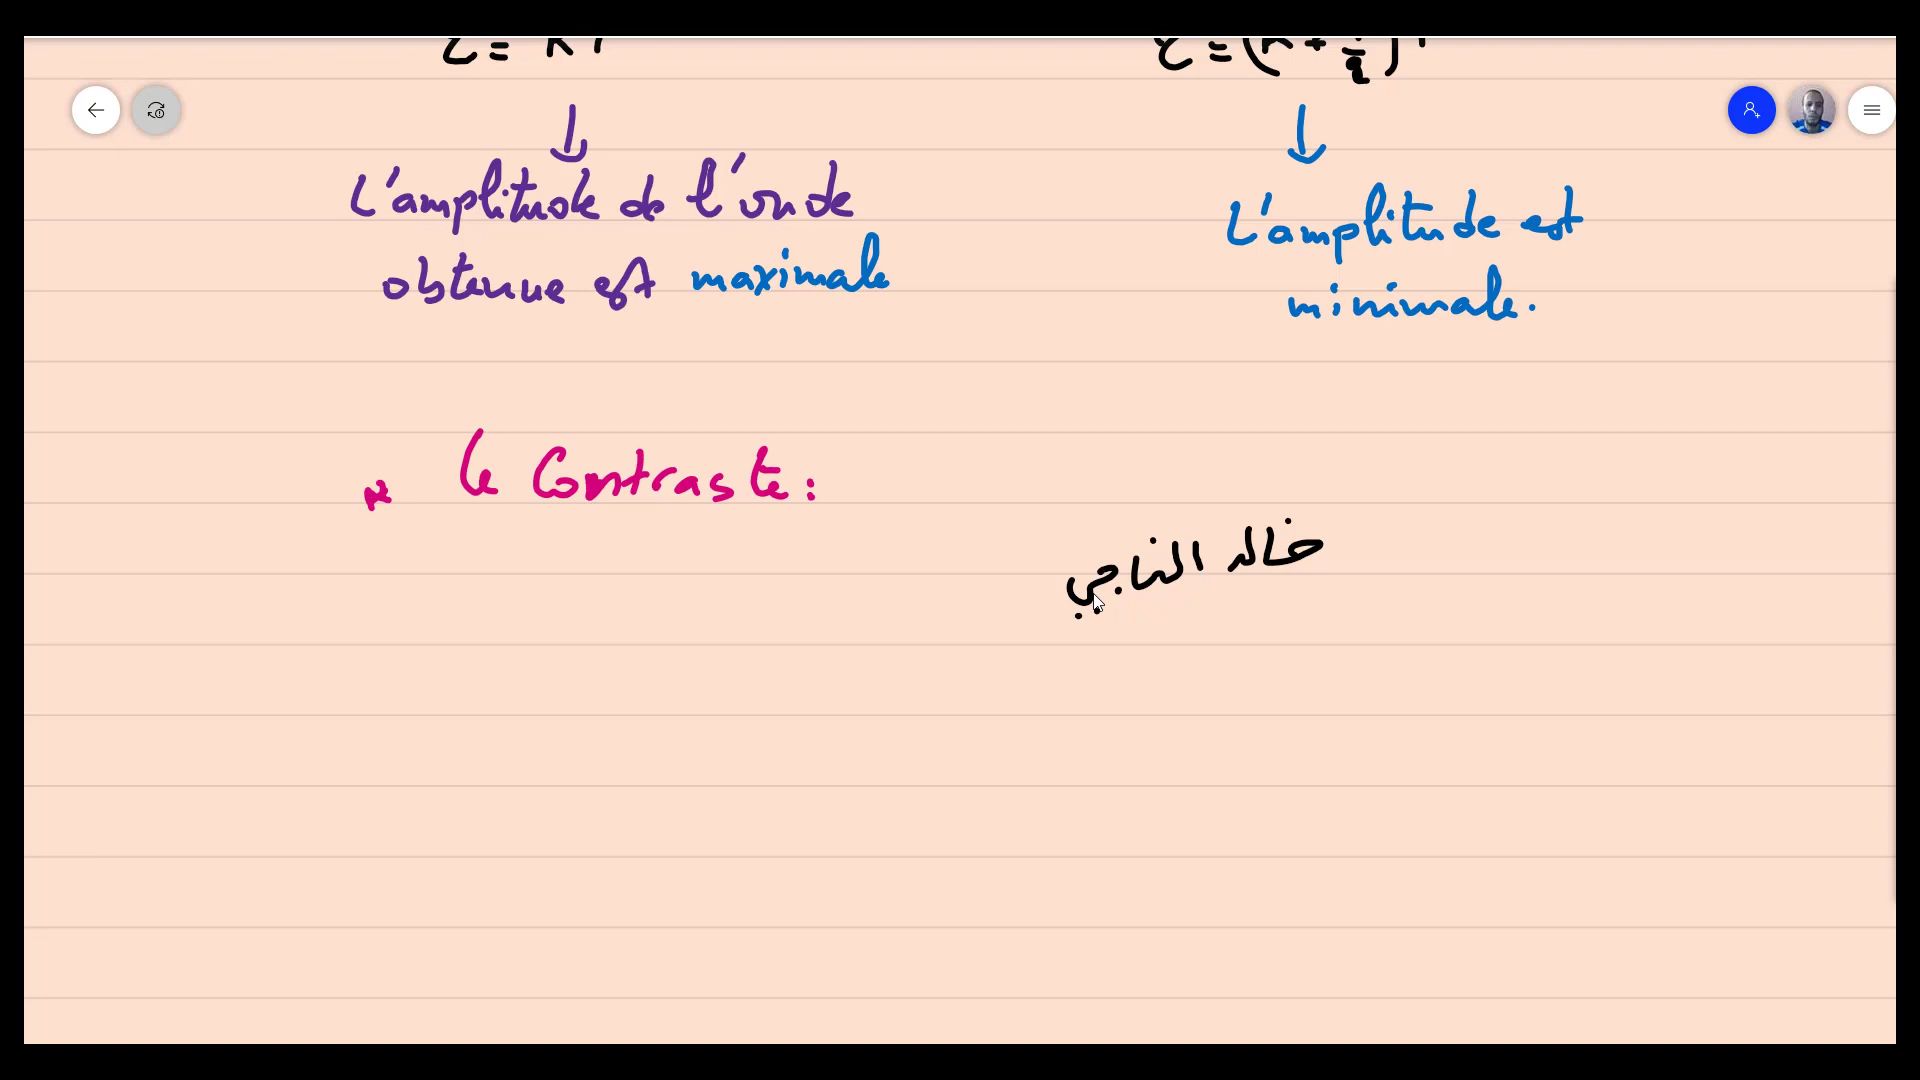 L'amplitude de l'onde
obtenue est maximale
L'amplitude est
minimale.
* Le Contraste :
خالد الناجي